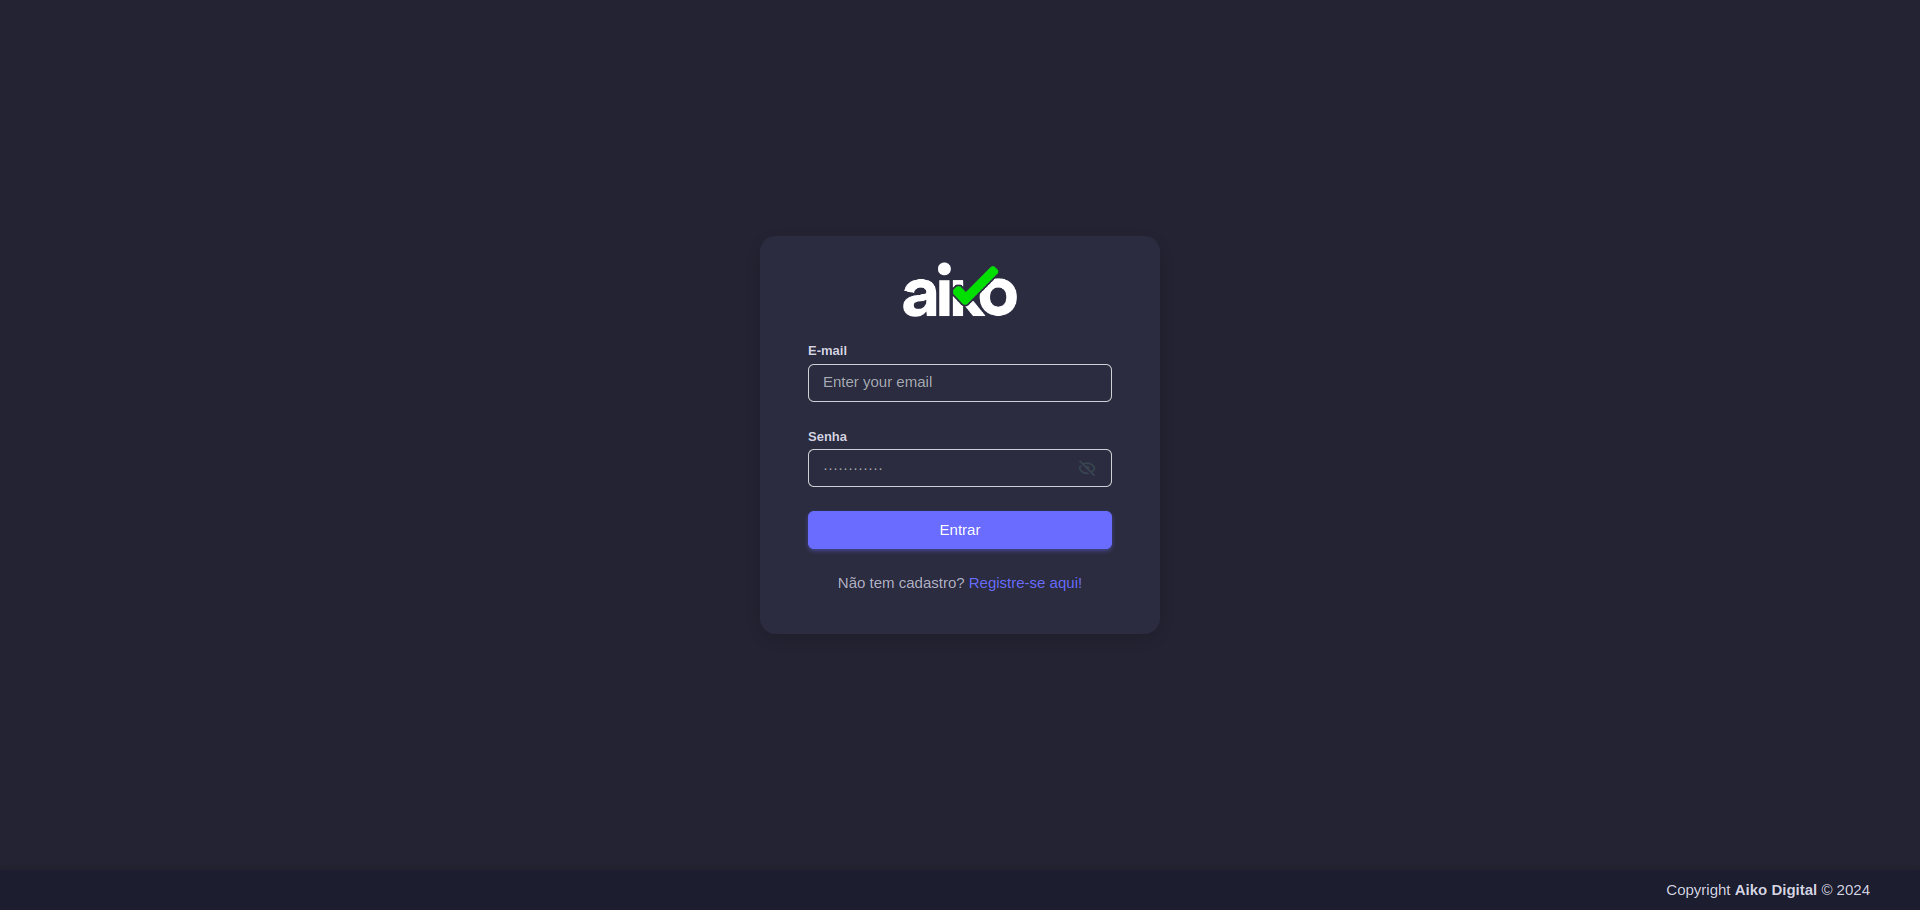 aiko
E-mail
Enter your email
Senha
············
Entrar
Não tem cadastro? Registre-se aqui!
Copyright Aiko Digital © 2024